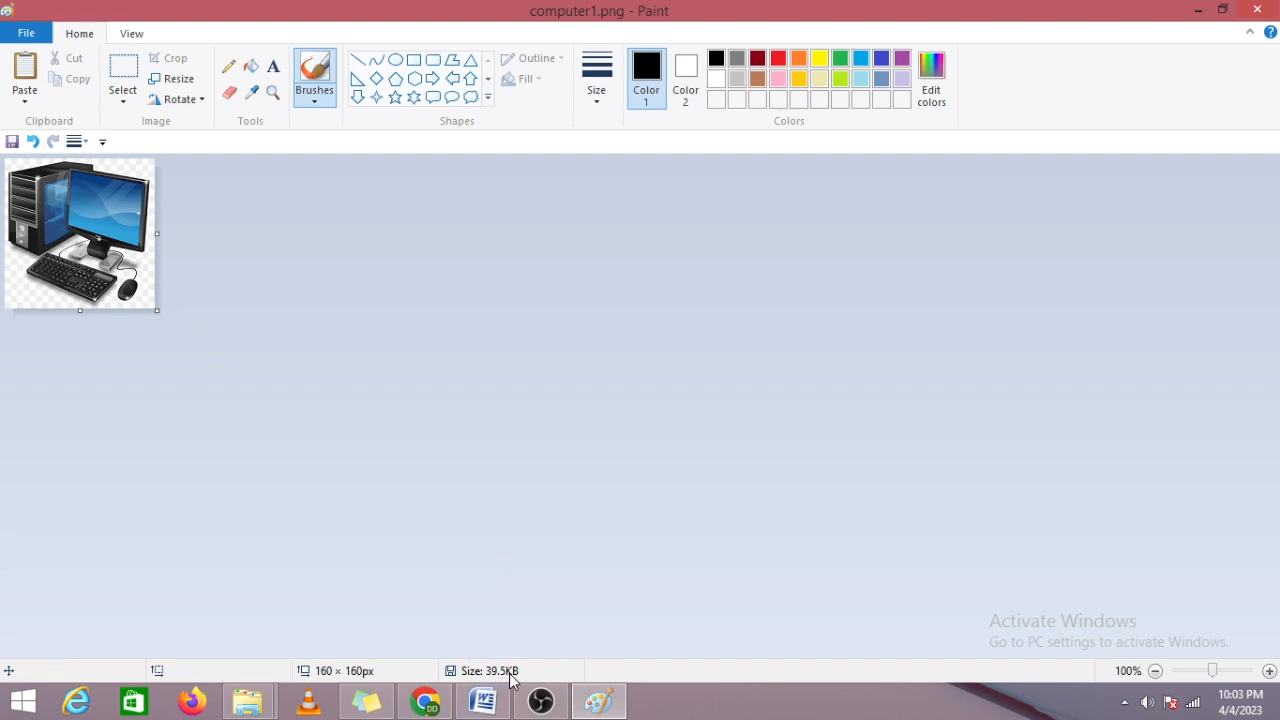 computer1.png - Paint
File Home View
Paste Cut Copy Clipboard
Select Crop Resize Rotate Image
Tools
Brushes
Shapes Outline Fill
Size
Color 1 Color 2 Edit colors Colors
Activate Windows
Go to PC settings to activate Windows.
160 × 160px Size: 39.5KB 100%
DD W 10:03 PM
4/4/2023